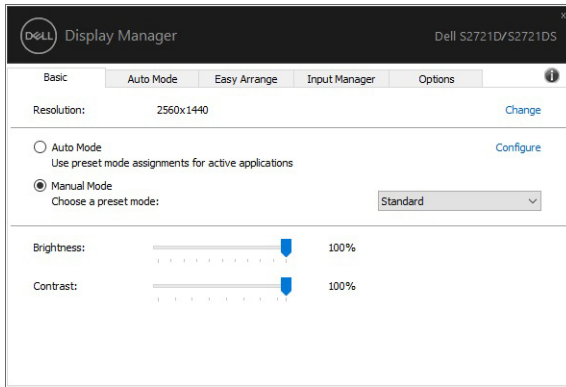 x
DELL Display Manager Dell S2721D/S2721DS
Basic Auto Mode Easy Arrange Input Manager Options i
Resolution: 2560x1440 Change
Auto Mode Configure
Use preset mode assignments for active applications
Manual Mode
Choose a preset mode: Standard
Brightness: 100%
Contrast: 100%